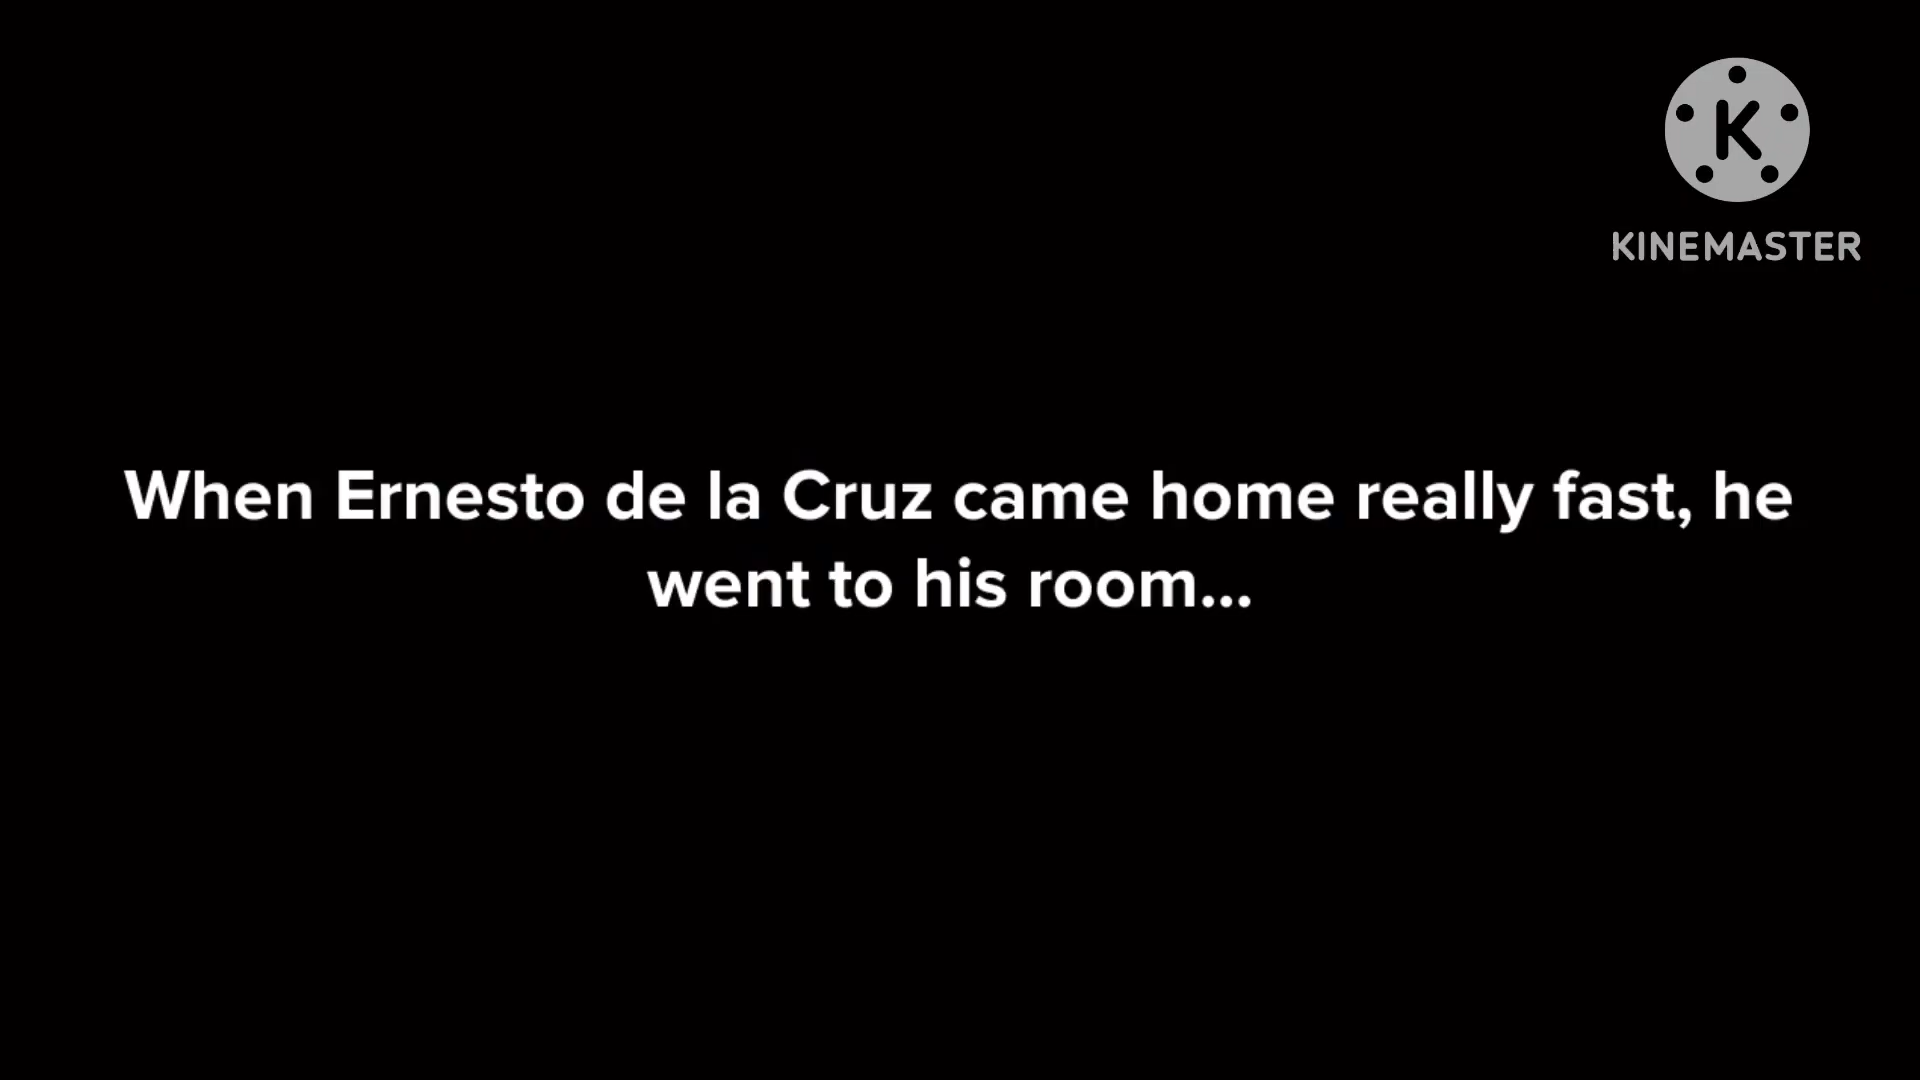 K
KINEMASTER
When Ernesto de la Cruz came home really fast, he
went to his room...